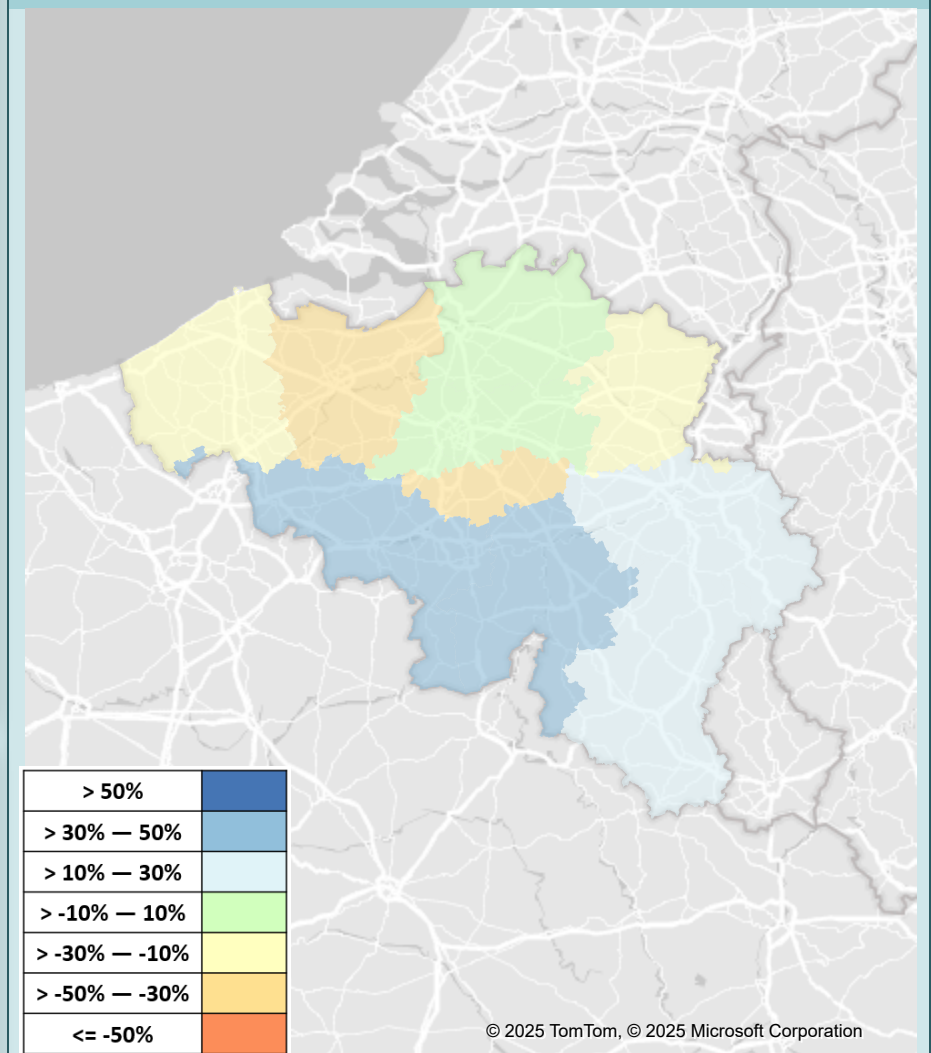 > 50%
> 30% — 50%
> 10% — 30%
> -10% — 10%
> -30% — -10%
> -50% — -30%
<= -50%
© 2025 TomTom, © 2025 Microsoft Corporation